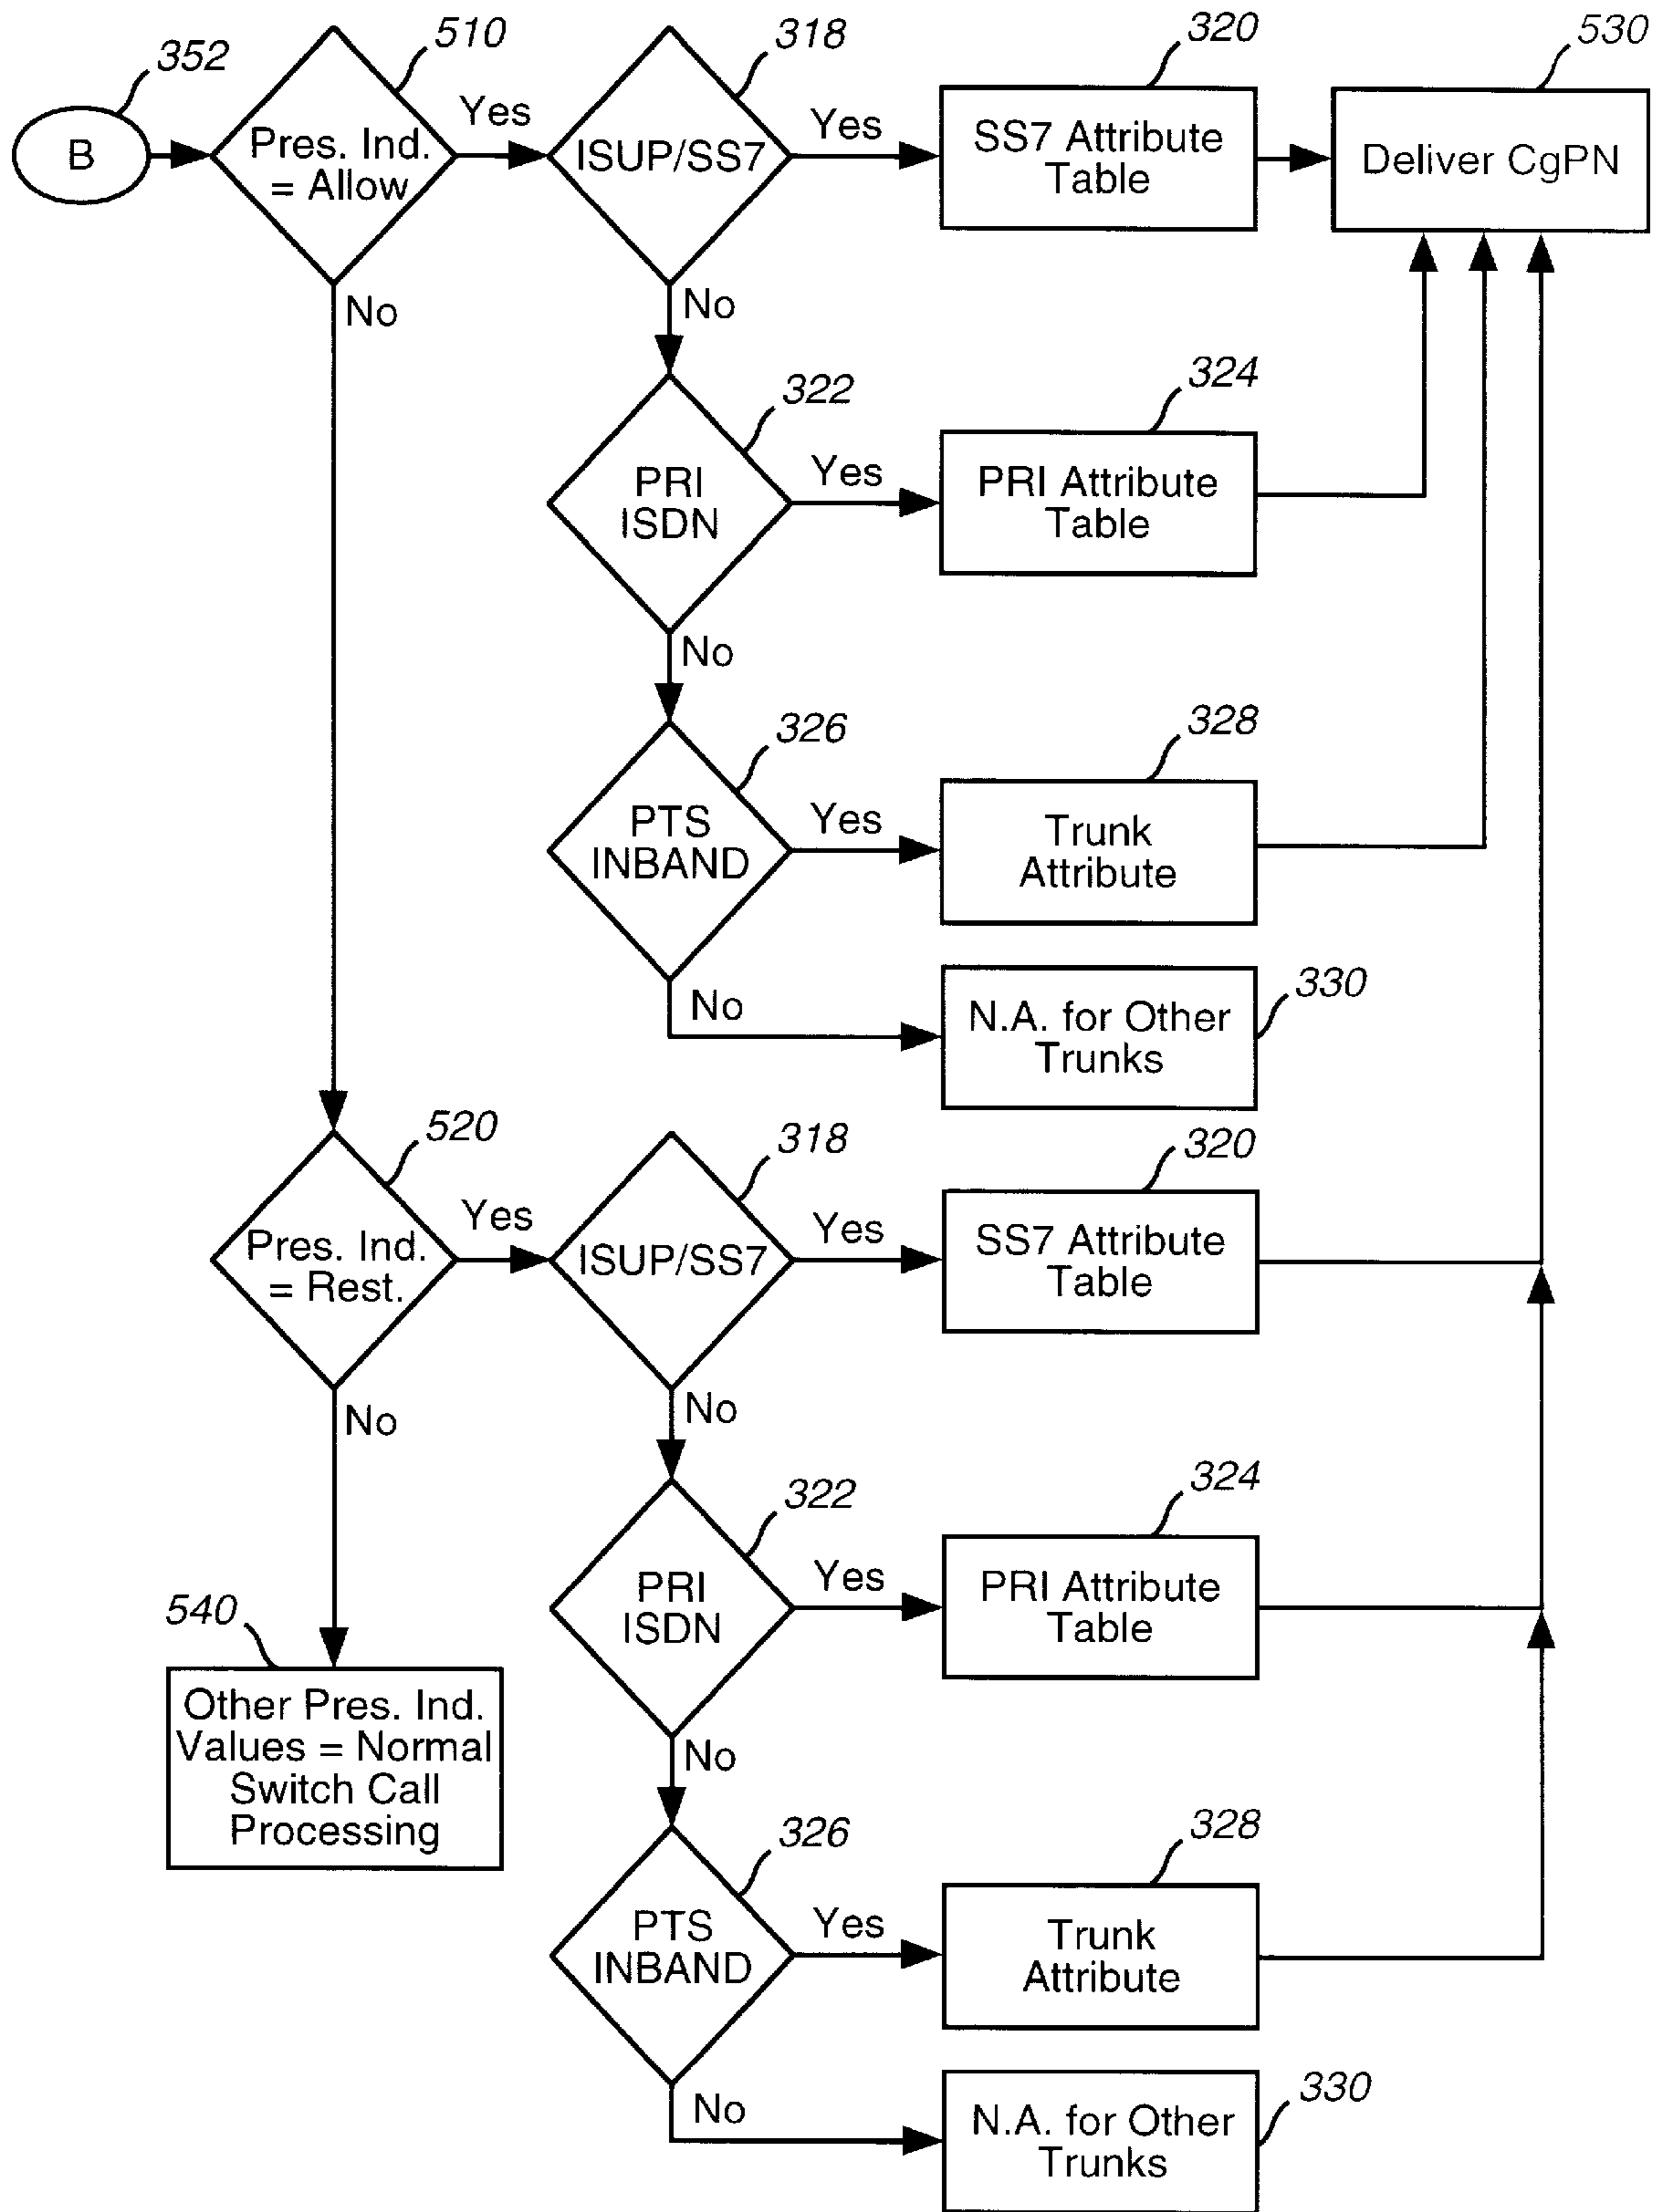 352
510
318
320
530
B
Pres. Ind.
= Allow
Yes
ISUP/SS7
Yes
SS7 Attribute
Table
Deliver CgPN
No
No
322
324
PRI
ISDN
Yes
PRI Attribute
Table
No
326
328
PTS
INBAND
Yes
Trunk
Attribute
No
330
N.A. for Other
Trunks
520
318
320
Pres. Ind.
= Rest.
Yes
ISUP/SS7
Yes
SS7 Attribute
Table
No
No
322
324
PRI
ISDN
Yes
PRI Attribute
Table
540
Other Pres. Ind.
Values = Normal
Switch Call
Processing
No
326
328
PTS
INBAND
Yes
Trunk
Attribute
No
330
N.A. for Other
Trunks